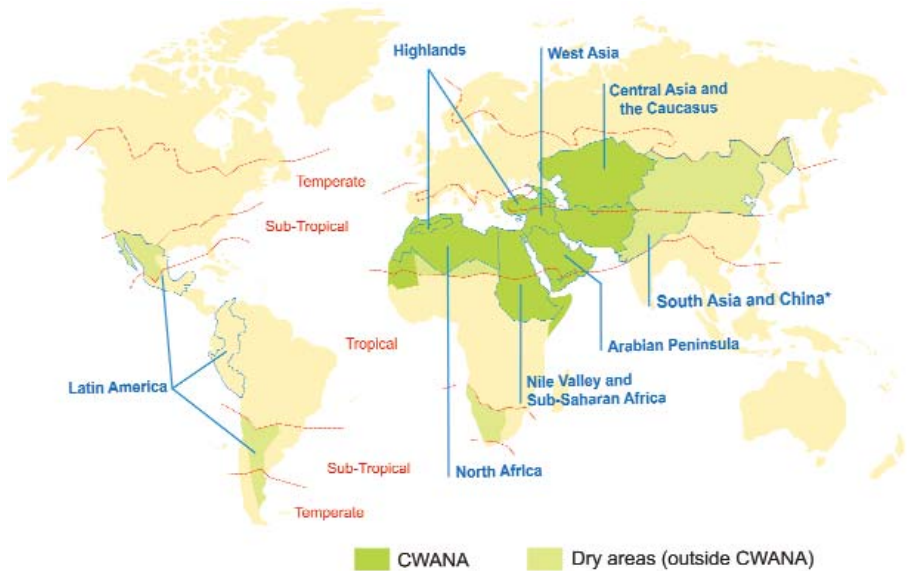 Highlands
West Asia
Central Asia and
the Caucasus
Temperate
Sub-Tropical
South Asia and China*
Tropical
Arabian Peninsula
Latin America
Nile Valley and
Sub-Saharan Africa
Sub-Tropical
North Africa
Temperate
CWANA
Dry areas (outside CWANA)